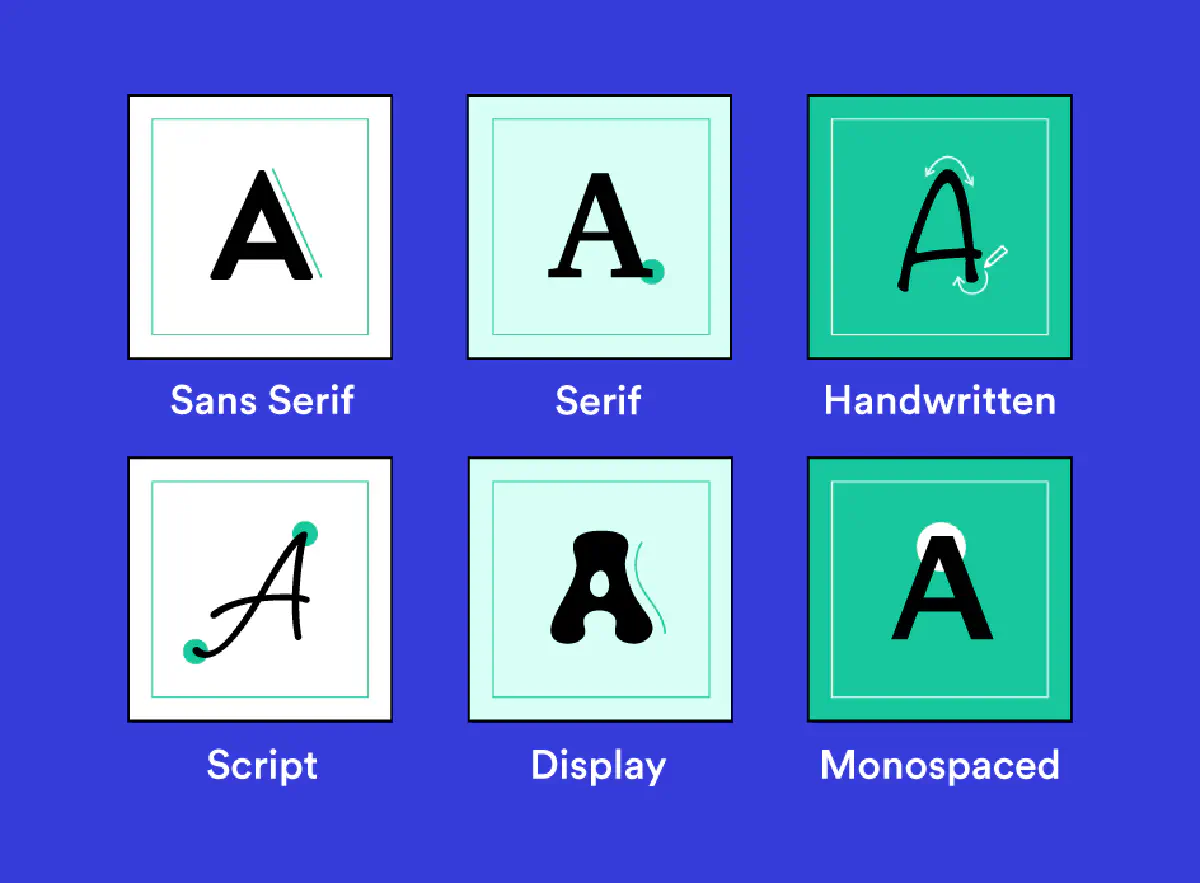 A A A
Sans Serif Serif Handwritten
A A A
Script Display Monospaced